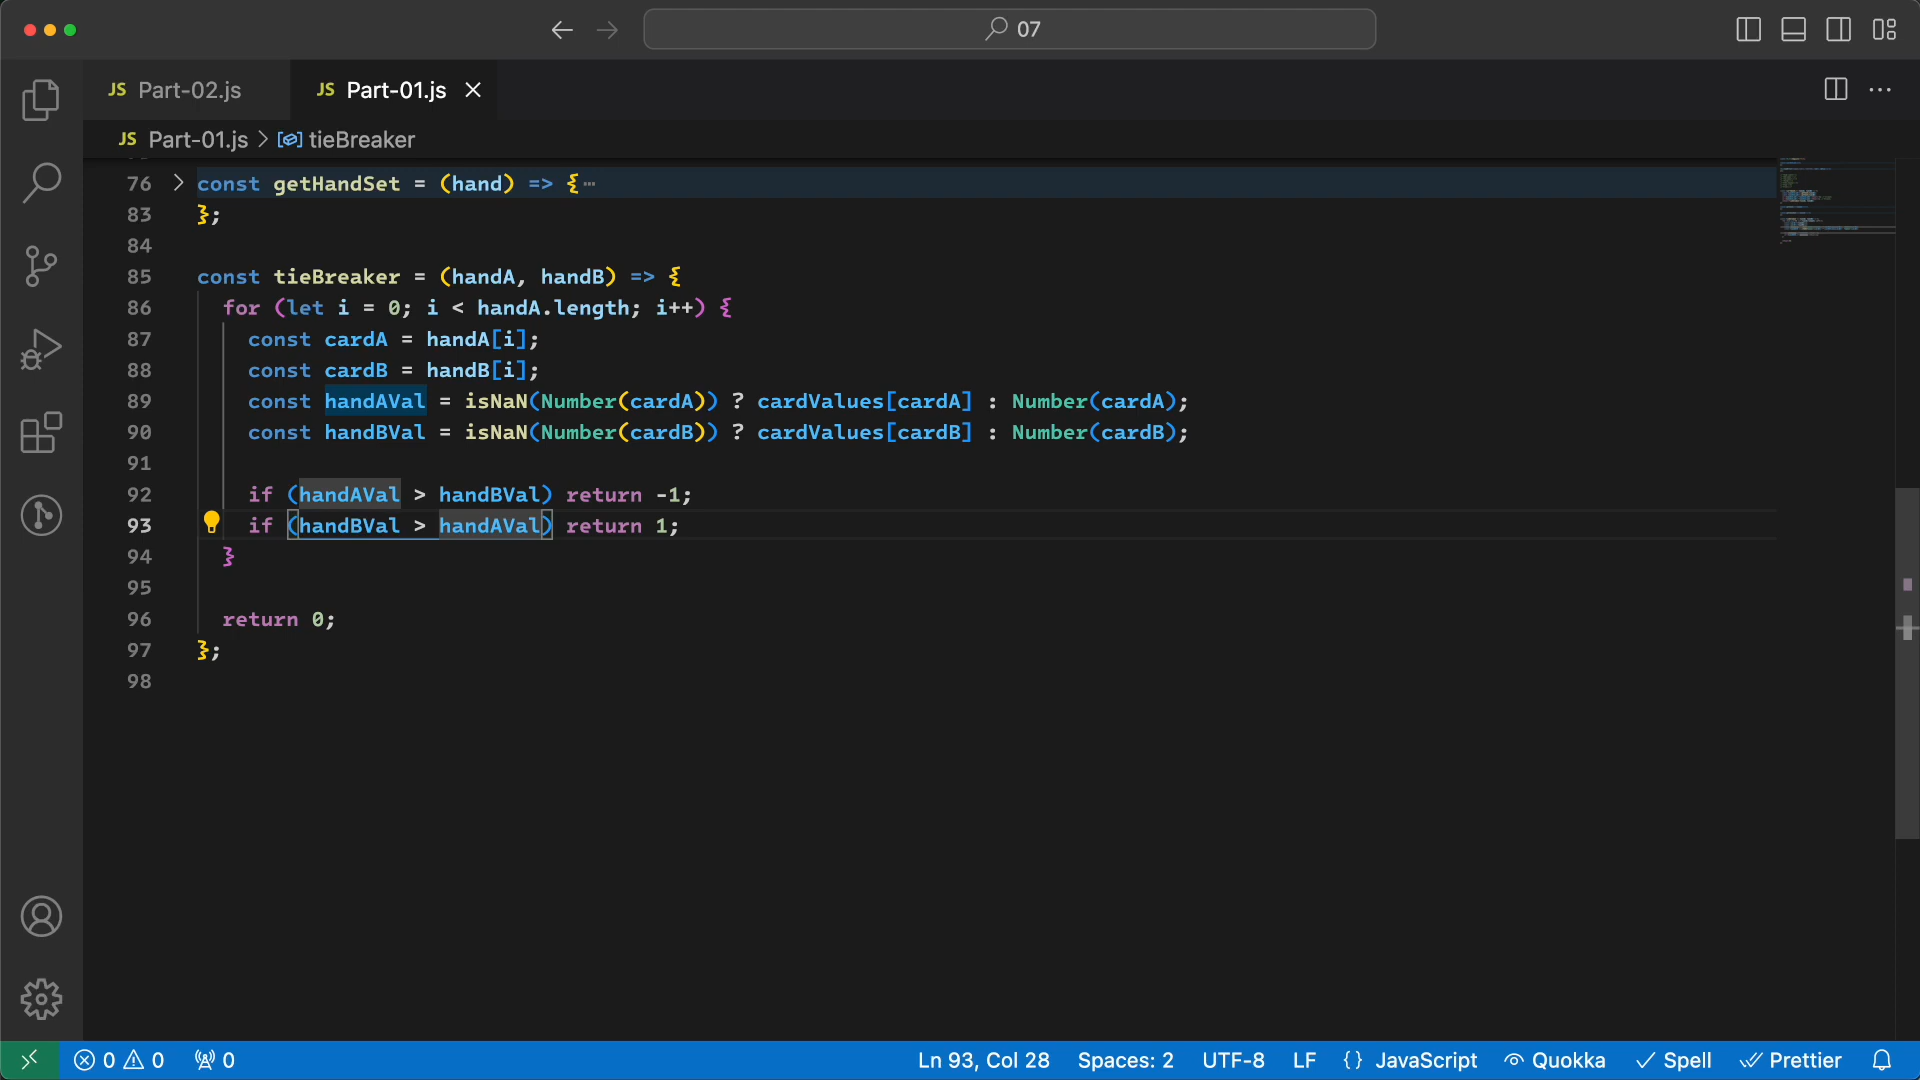 07
JS Part-02.js
JS Part-01.js
JS Part-01.js > tieBreaker
76 const getHandSet = (hand) => {⋯
83 };
84
85 const tieBreaker = (handA, handB) => {
86 for (let i = 0; i < handA.length; i++) {
87 const cardA = handA[i];
88 const cardB = handB[i];
89 const handAVal = isNaN(Number(cardA)) ? cardValues[cardA] : Number(cardA);
90 const handBVal = isNaN(Number(cardB)) ? cardValues[cardB] : Number(cardB);
91
92 if (handAVal > handBVal) return -1;
93 if (handBVal > handAVal) return 1;
94 }
95
96 return 0;
97 };
98
0 0 0 Ln 93, Col 28 Spaces: 2 UTF-8 LF {} JavaScript Quokka Spell Prettier